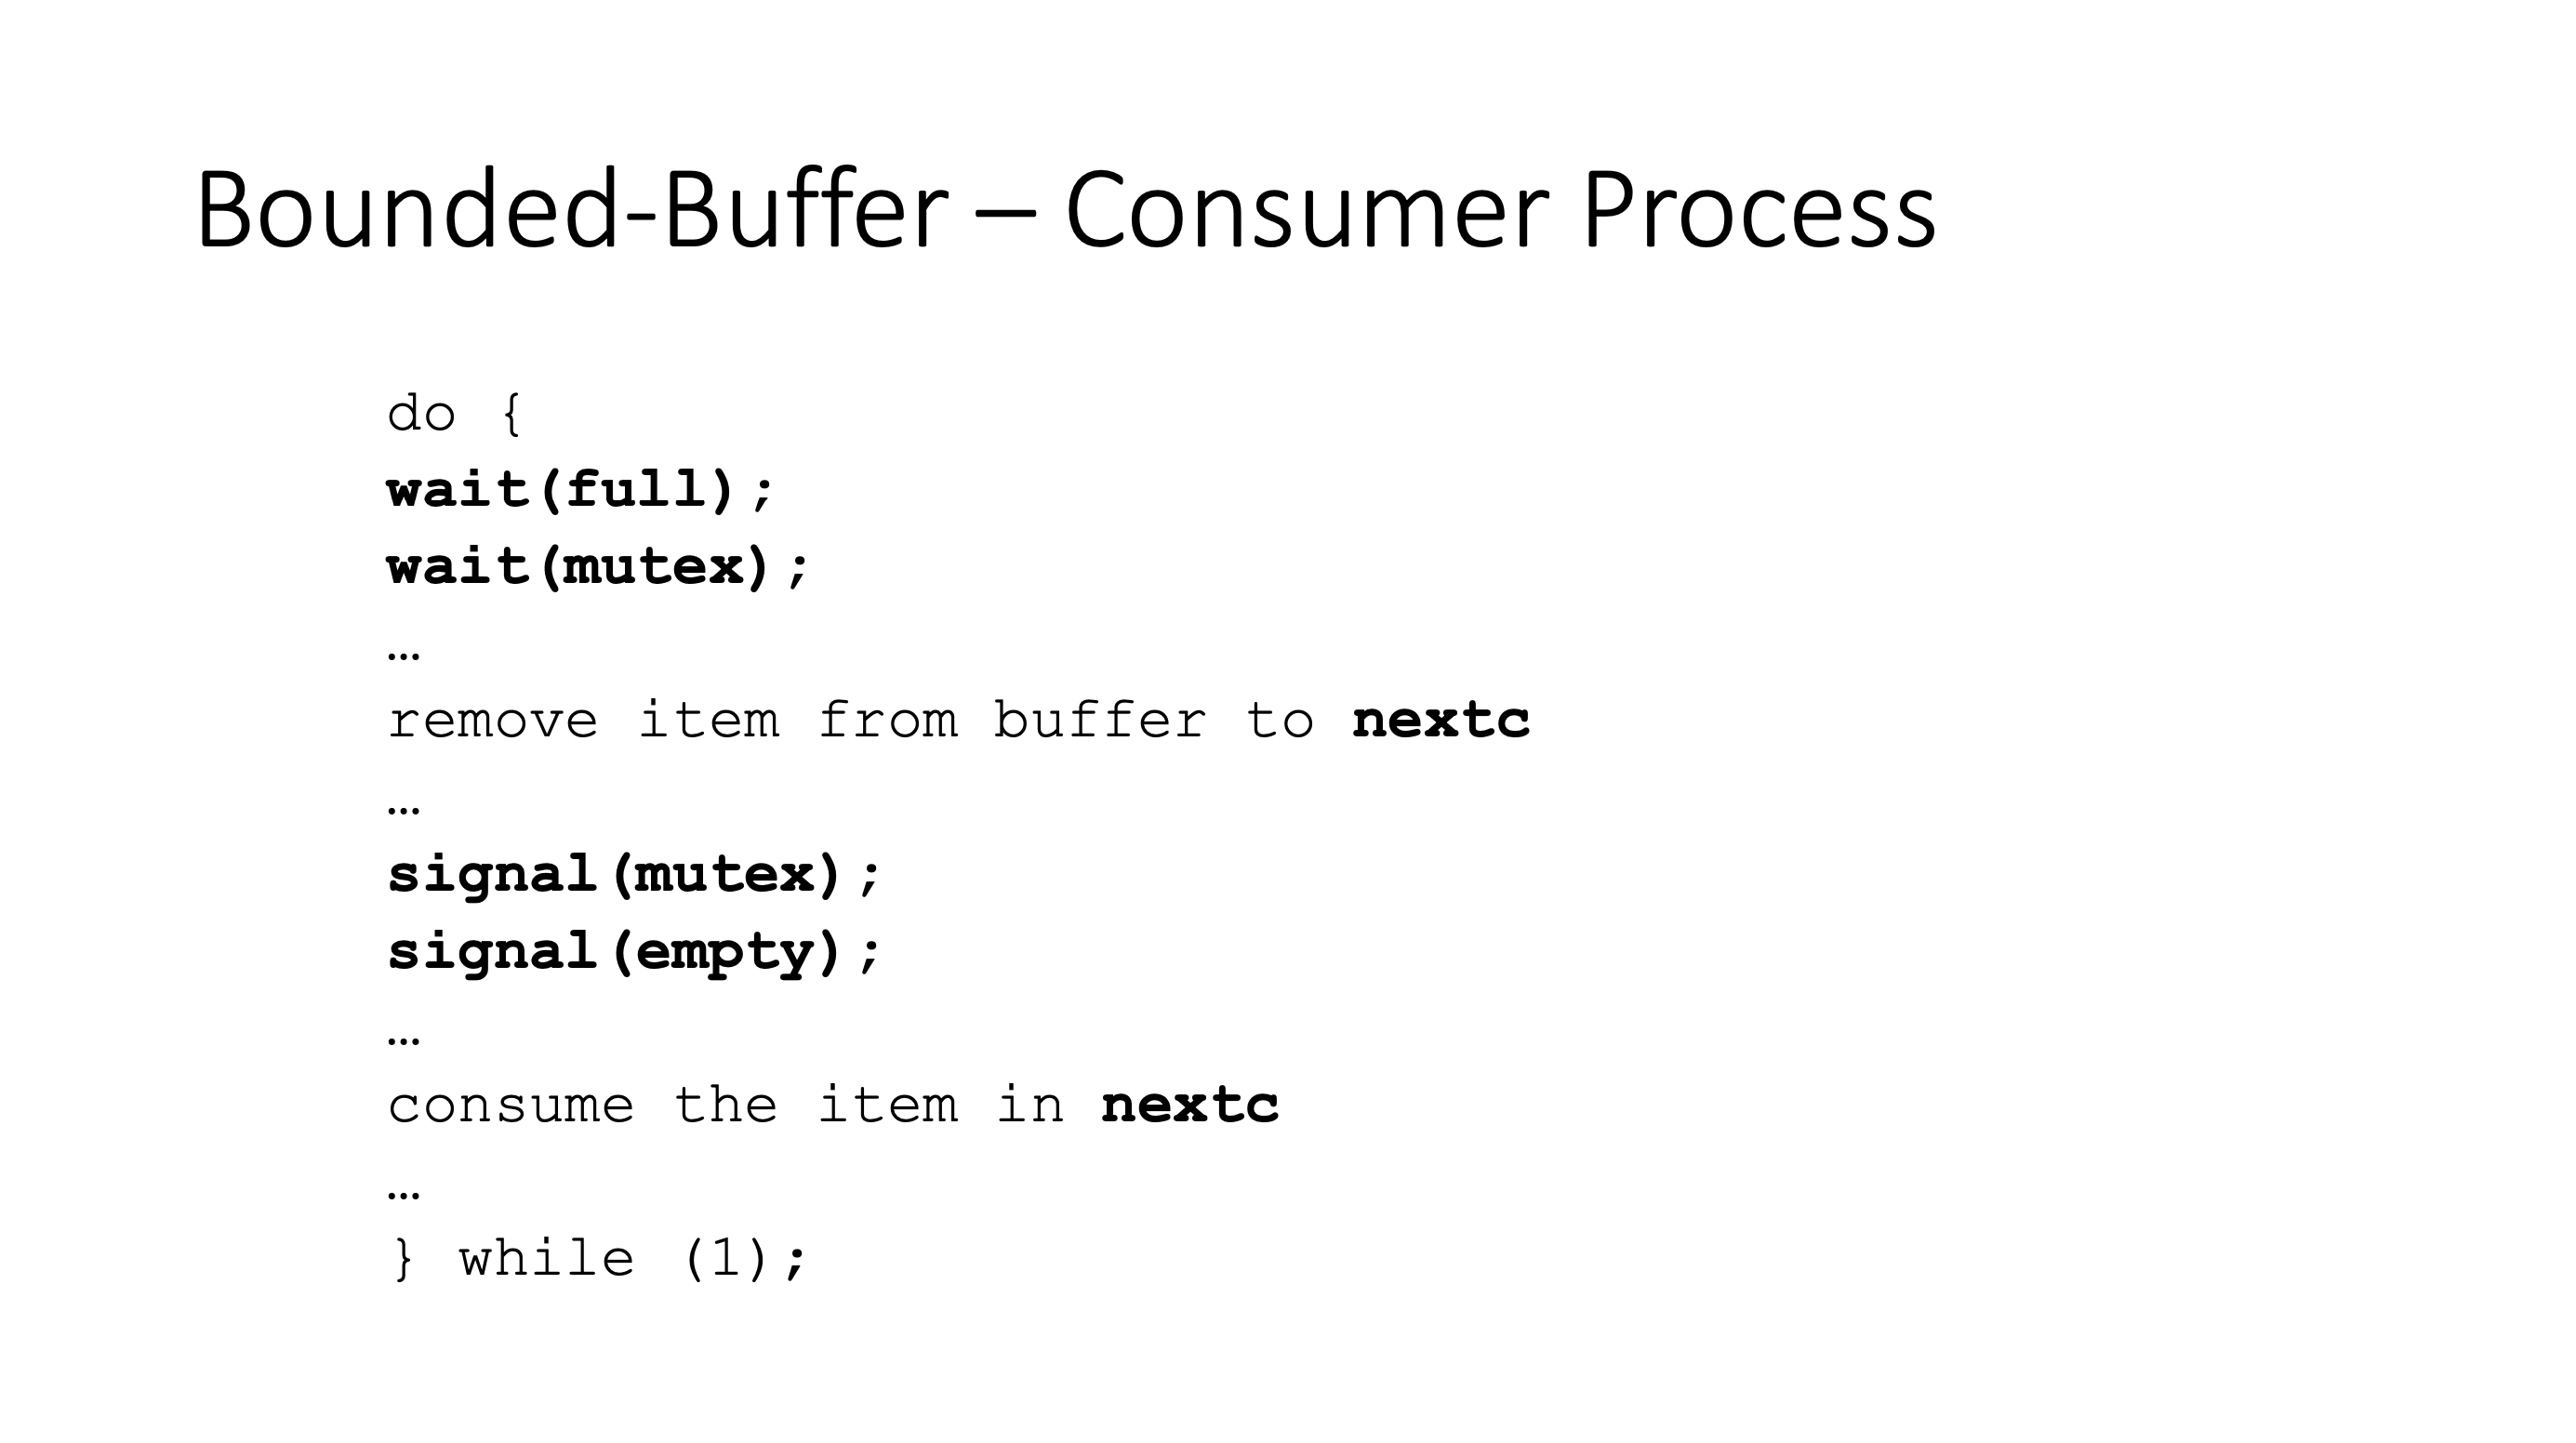 Bounded-Buffer – Consumer Process
do {
wait(full);
wait(mutex);
…
remove item from buffer to nextc
…
signal(mutex);
signal(empty);
…
consume the item in nextc
…
} while (1);